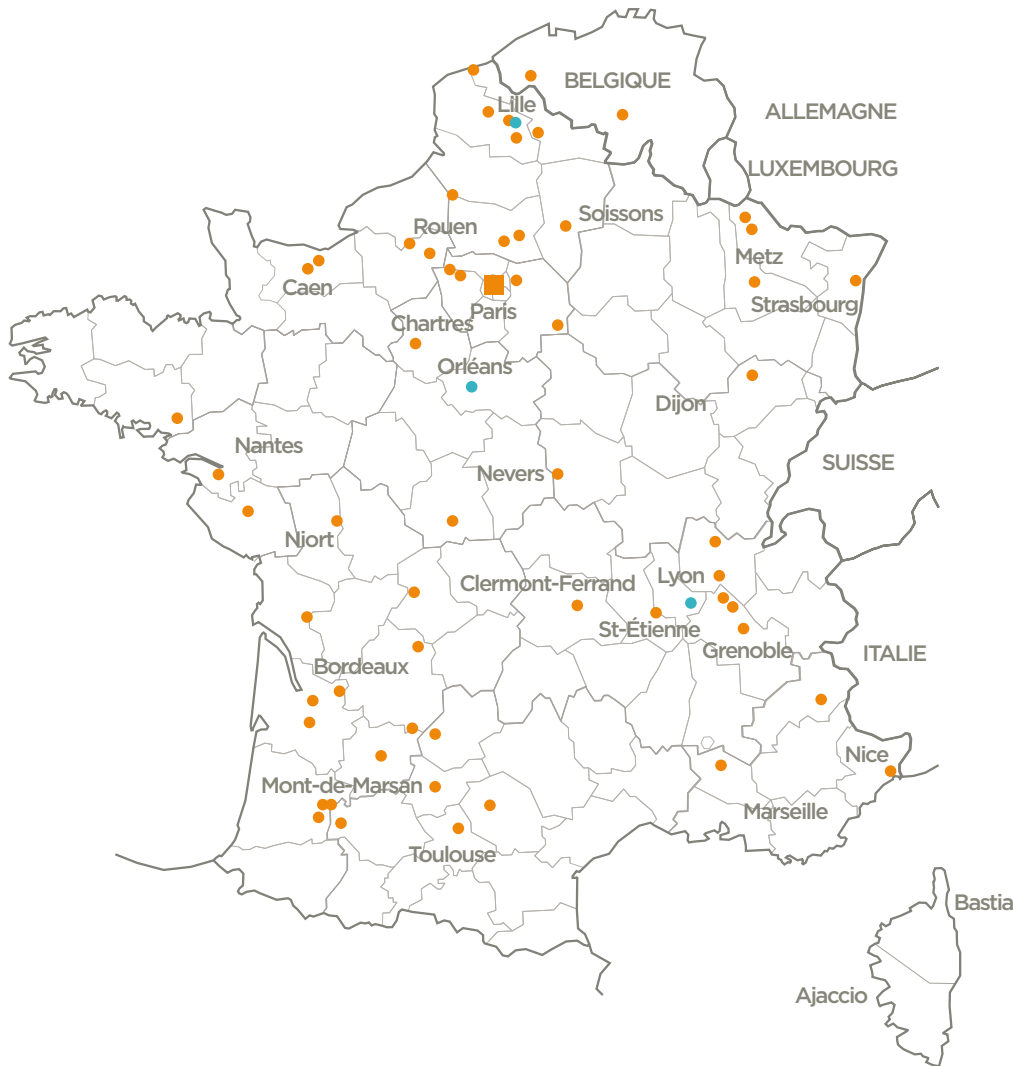 BELGIQUE
Lille
ALLEMAGNE
LUXEMBOURG
Soissons
Rouen
Metz
Caen
Strasbourg
Paris
Chartres
Orléans
Dijon
Nantes
Nevers
SUISSE
Niort
Lyon
Clermont-Ferrand
St-Étienne
Grenoble
ITALIE
Bordeaux
Nice
Mont-de-Marsan
Marseille
Toulouse
Bastia
Ajaccio